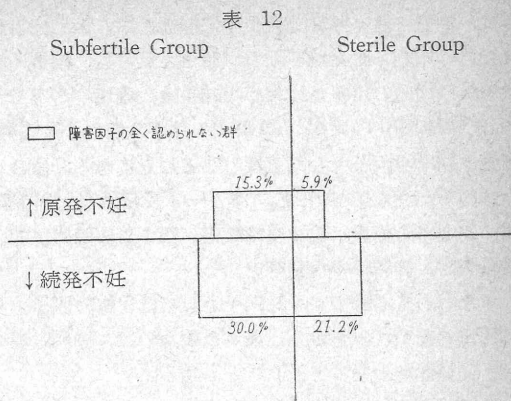 表 12
Subfertile Group
Sterile Group
障害因子の全く認められない群
15.3%
5.9%
↑原発不妊
↓続発不妊
30.0%
21.2%